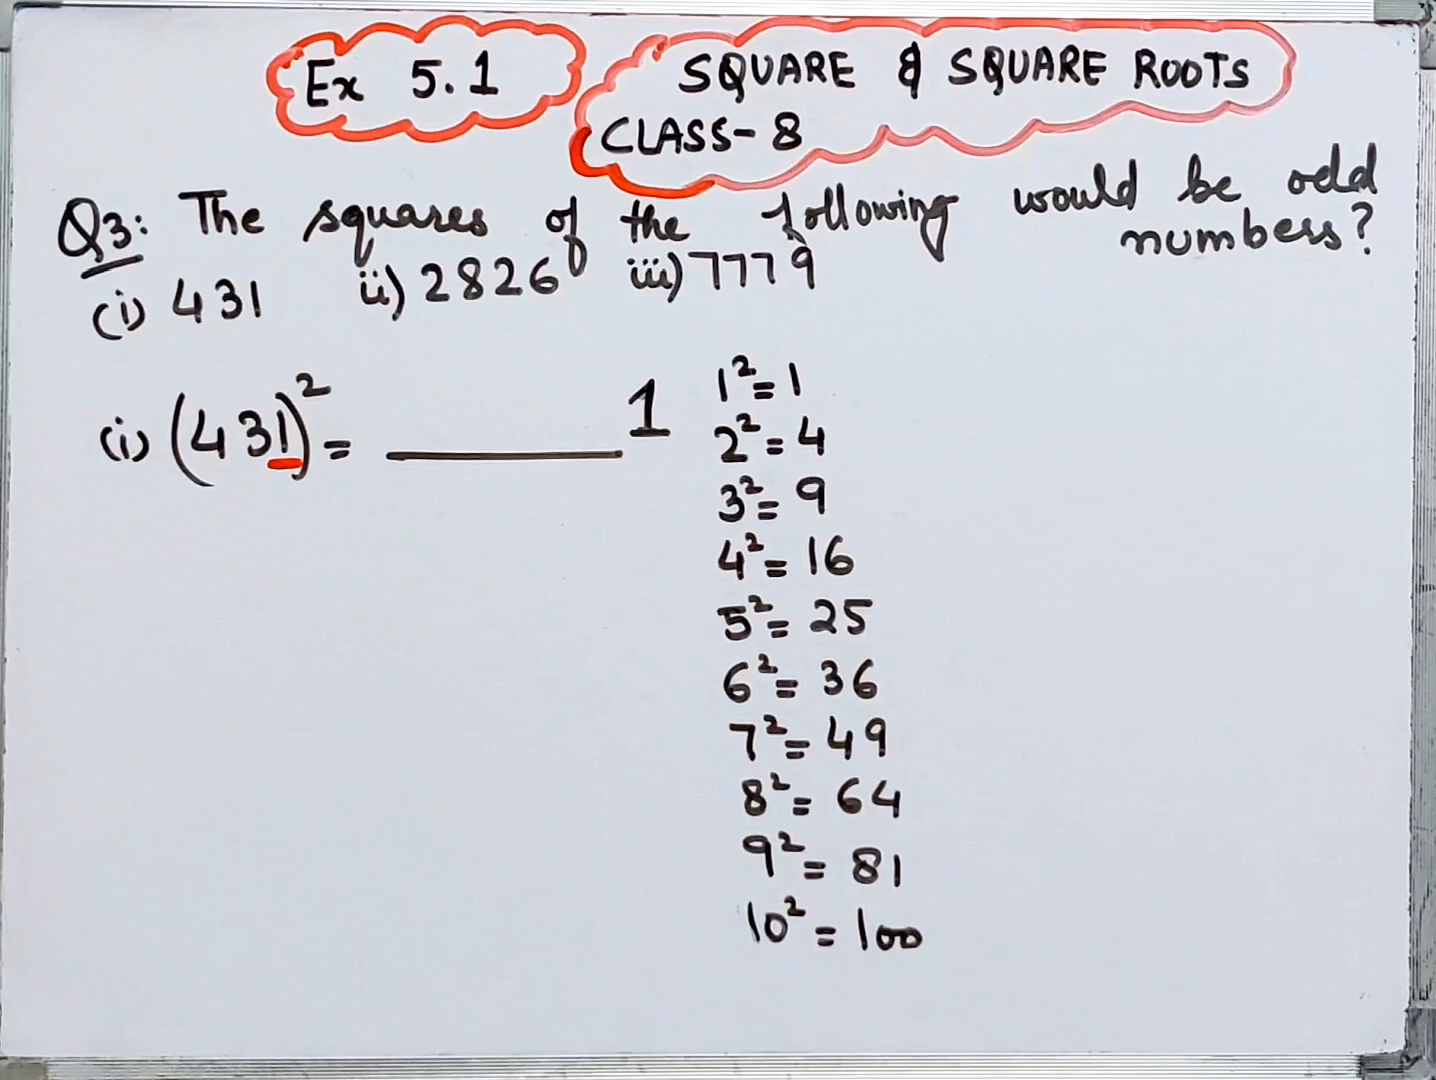 Ex 5.1
SQUARE & SQUARE ROOTS
CLASS-8
Q3: The squares of the following would be odd numbers?
(i) 431 ii) 2826 iii) 7779
(i) (431)² = ________ 1
1² = 1
2² = 4
3² = 9
4² = 16
5² = 25
6² = 36
7² = 49
8² = 64
9² = 81
10² = 100